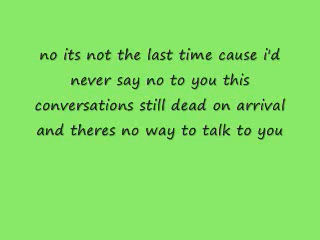 no its not the last time cause i'd
never say no to you this
conversations still dead on arrival
and theres no way to talk to you